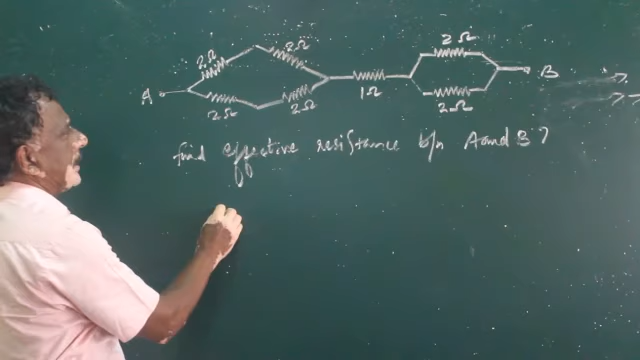 2Ω 2Ω 2Ω
A 2Ω 2Ω 1Ω 2Ω B
find effective resistance b/n A and B ?